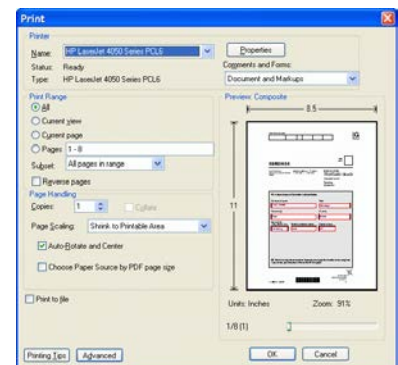 Print
Printer
Name: HP LaserJet 4050 Series PCL6
Properties
Status: Ready
Comments and Forms:
Type: HP LaserJet 4050 Series PCL6
Document and Markups
Print Range
All
Current view
Current page
Pages 1 - 8
Subset: All pages in range
Reverse pages
Page Handling
Copies: 1
Collate
Page Scaling: Shrink to Printable Area
Auto-Rotate and Center
Choose Paper Source by PDF page size
Print to file
Preview: Composite
8.5
11
Units: Inches Zoom: 91%
1/8 (1)
Printing Tips
Advanced
OK
Cancel